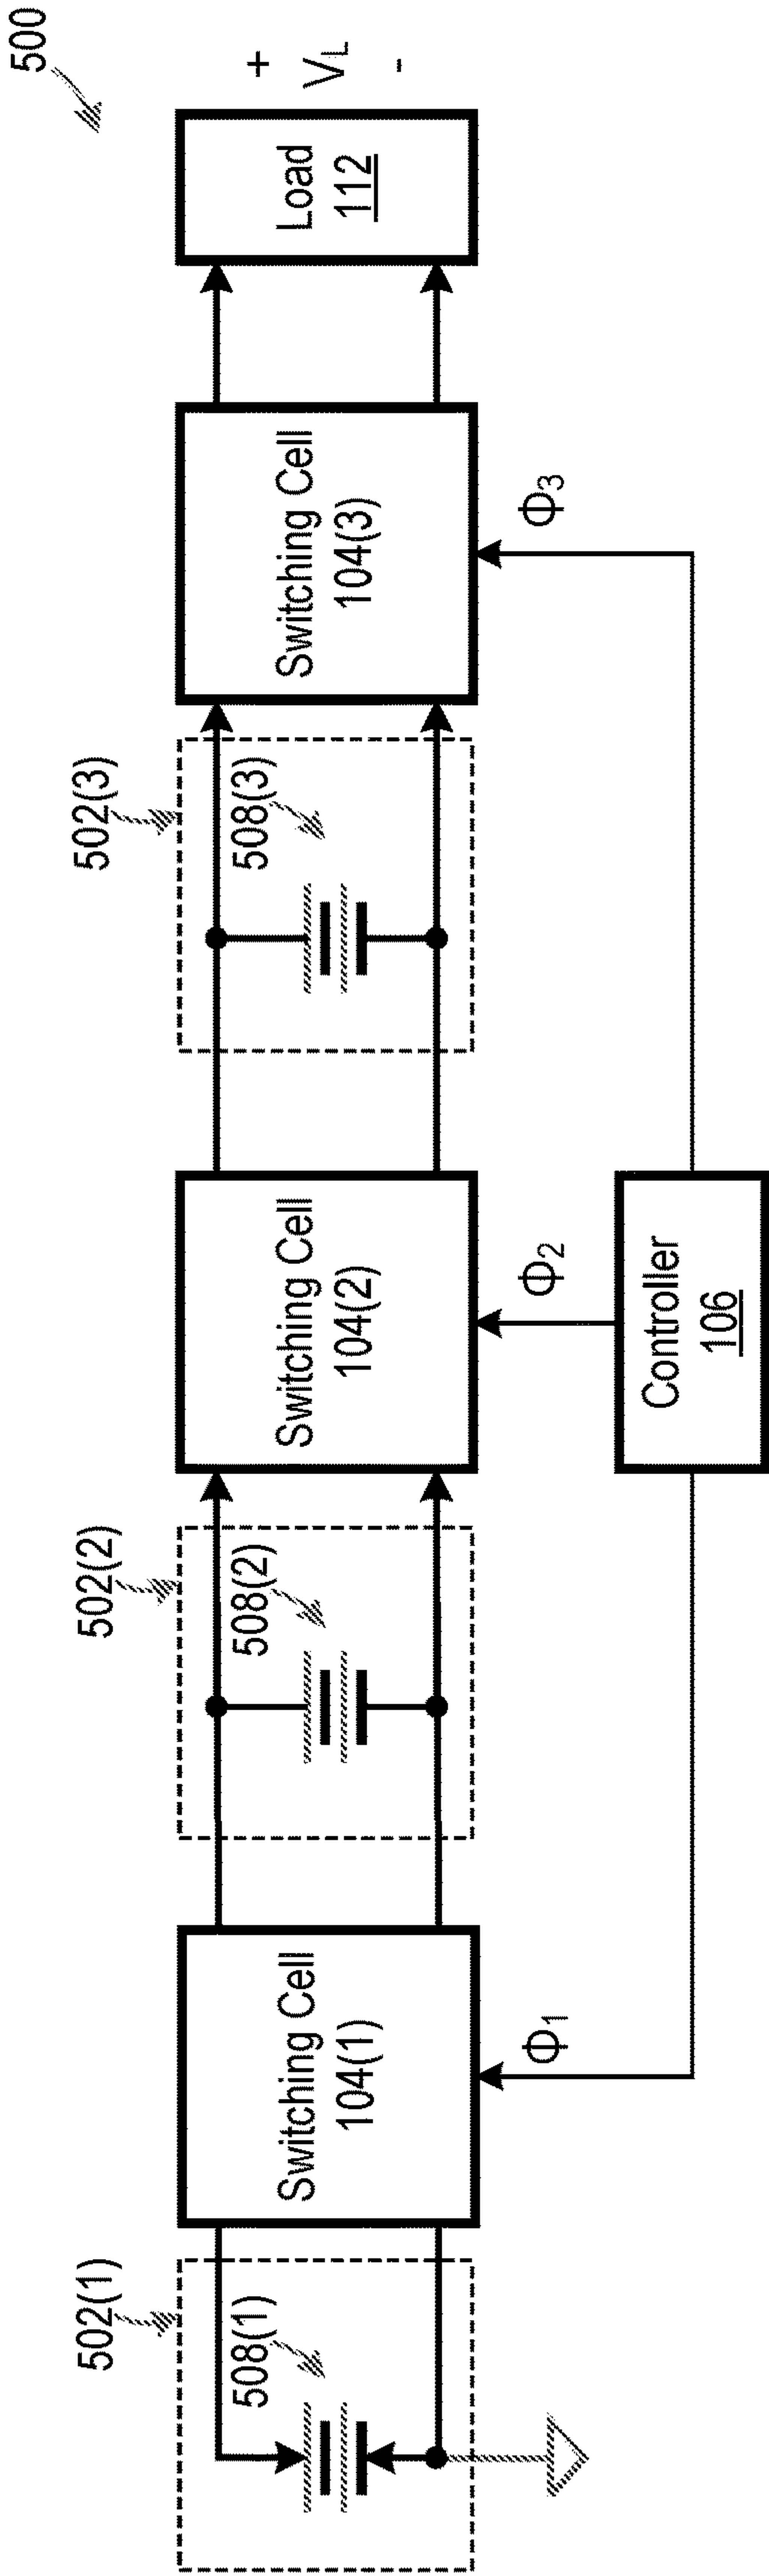 500
502(1)
508(1)
Switching Cell
104(1)
Φ1
502(2)
508(2)
Switching Cell
104(2)
Φ2
502(3)
508(3)
Switching Cell
104(3)
Φ3
Load
112
+
VL
-
Controller
106